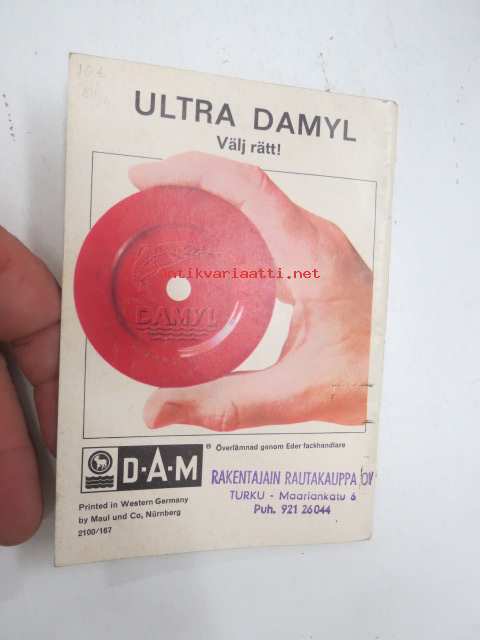 ULTRA DAMYL
Välj rätt!
antikvariaatti.net
DAMYL
D·A·M
® Överlämnad genom Eder fackhandlare
RAKENTAJAIN RAUTAKAUPPA OY
TURKU - Maariankatu 6
Puh. 921 26044
Printed in Western Germany
by Maul und Co, Nürnberg
2100/167